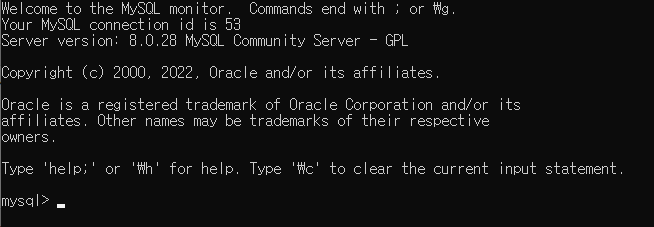 Welcome to the MySQL monitor.  Commands end with ; or ₩g.
Your MySQL connection id is 53
Server version: 8.0.28 MySQL Community Server - GPL
Copyright (c) 2000, 2022, Oracle and/or its affiliates.
Oracle is a registered trademark of Oracle Corporation and/or its
affiliates. Other names may be trademarks of their respective
owners.
Type 'help;' or '₩h' for help. Type '₩c' to clear the current input statement.
mysql> _